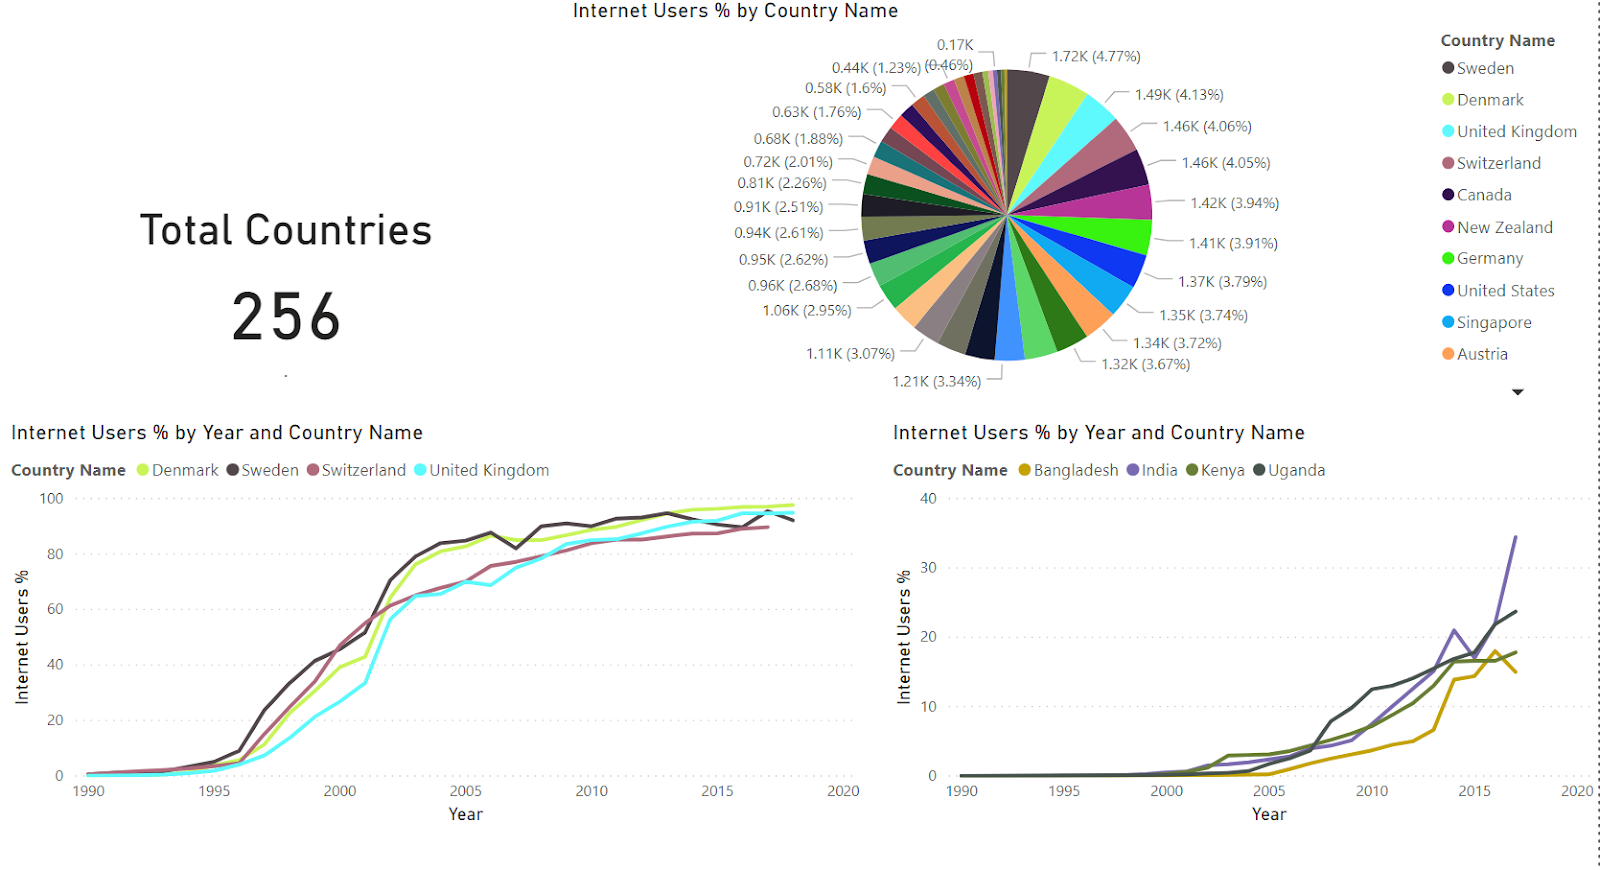 Internet Users % by Country Name
Total Countries
256
0.17K
0.44K (1.23%)
(0.46%)
0.58K (1.6%)
0.63K (1.76%)
0.68K (1.88%)
0.72K (2.01%)
0.81K (2.26%)
0.91K (2.51%)
0.94K (2.61%)
0.95K (2.62%)
0.96K (2.68%)
1.06K (2.95%)
1.11K (3.07%)
1.21K (3.34%)
1.72K (4.77%)
1.49K (4.13%)
1.46K (4.06%)
1.46K (4.05%)
1.42K (3.94%)
1.41K (3.91%)
1.37K (3.79%)
1.35K (3.74%)
1.34K (3.72%)
1.32K (3.67%)
Country Name
Sweden
Denmark
United Kingdom
Switzerland
Canada
New Zealand
Germany
United States
Singapore
Austria
Internet Users % by Year and Country Name
Country Name Denmark Sweden Switzerland United Kingdom
Internet Users %
100
80
60
40
20
0
1990 1995 2000 2005 2010 2015 2020
Year
Internet Users % by Year and Country Name
Country Name Bangladesh India Kenya Uganda
Internet Users %
40
30
20
10
0
1990 1995 2000 2005 2010 2015 2020
Year